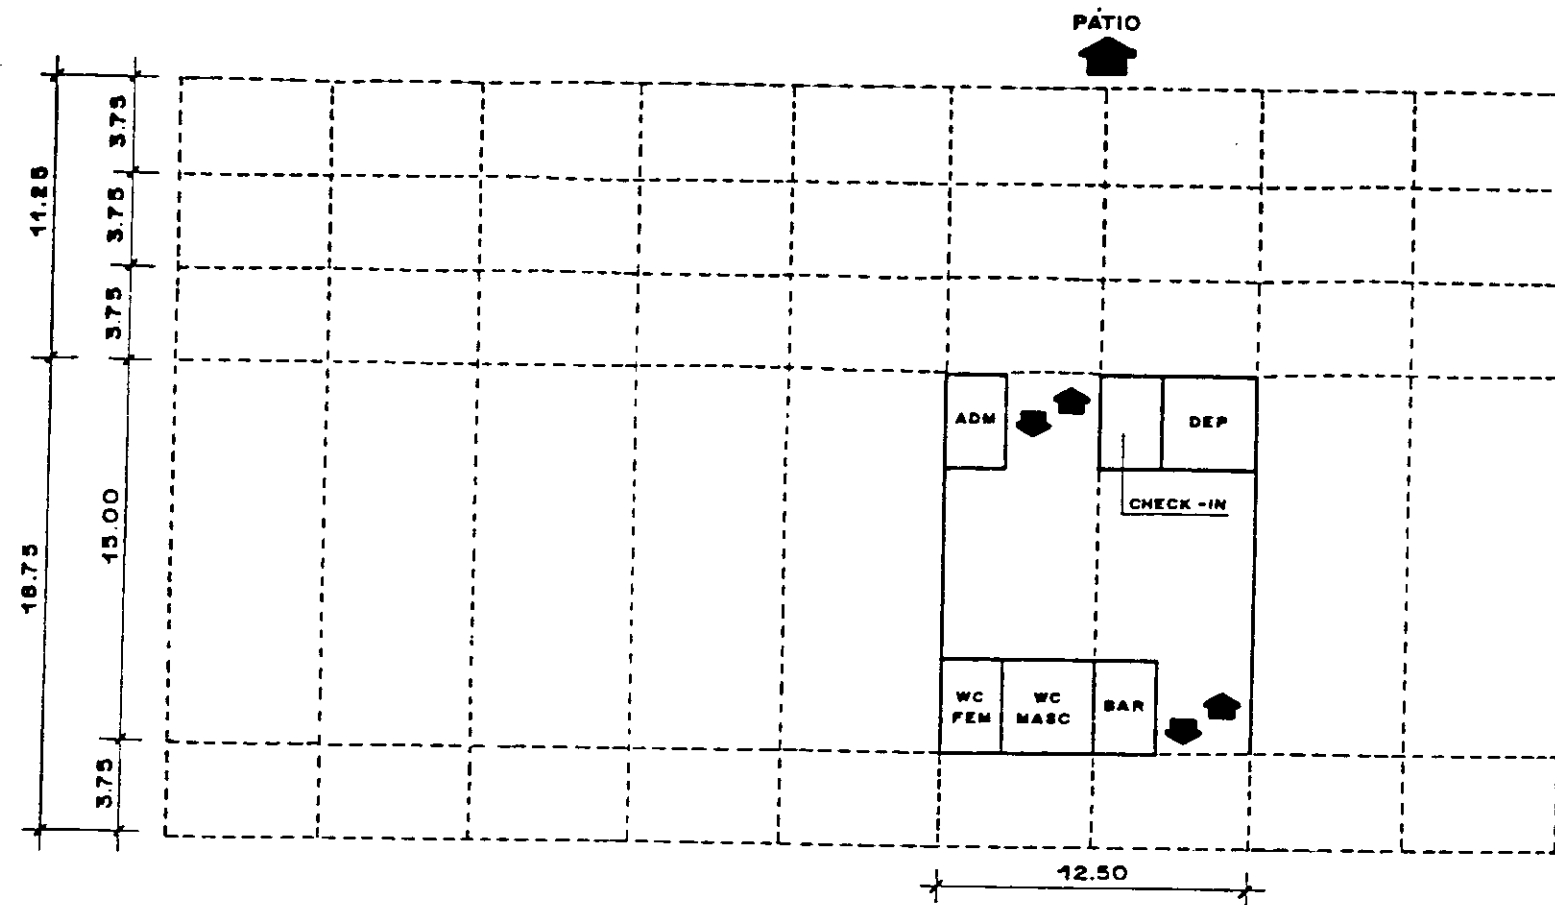 PÁTIO
3.75
11.25
3.75
3.75
ADM
DEP
CHECK-IN
15.00
18.75
WC
FEM
WC
MASC
BAR
3.75
12.50